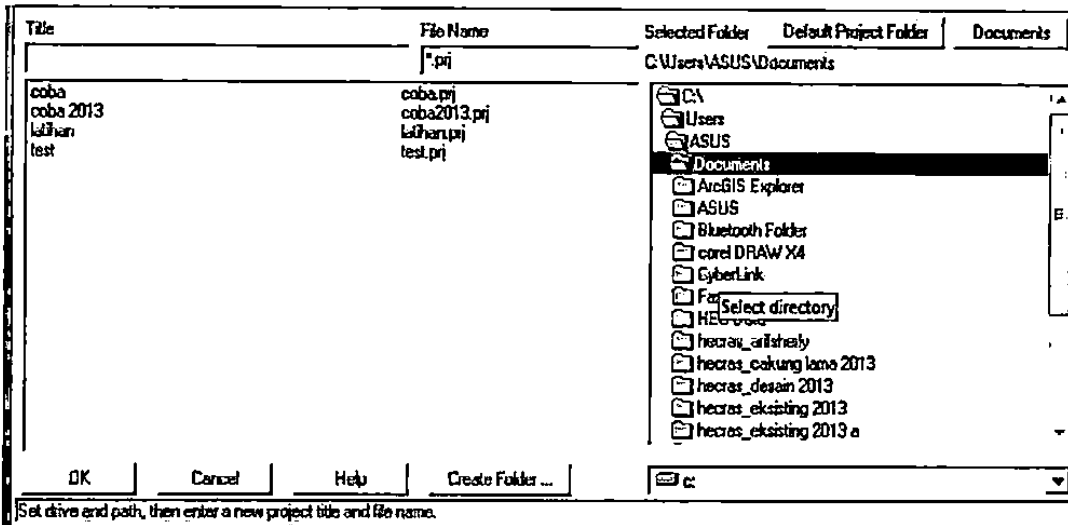 Title File Name Selected Folder Default Project Folder Documents
*.prj C:\Users\ASUS\Documents
coba coba.prj
coba 2013 coba2013.prj
latihan latihan.prj
test test.prj
C:\
Users
ASUS
Documents
ArcGIS Explorer
ASUS
Bluetooth Folder
corel DRAW X4
CyberLink
Select directory
hecras_cakung lama 2013
hecras_desain 2013
hecras_eksisting 2013
hecras_eksisting 2013 a
OK Cancel Help Create Folder ... c:
Set drive and path, then enter a new project title and file name.